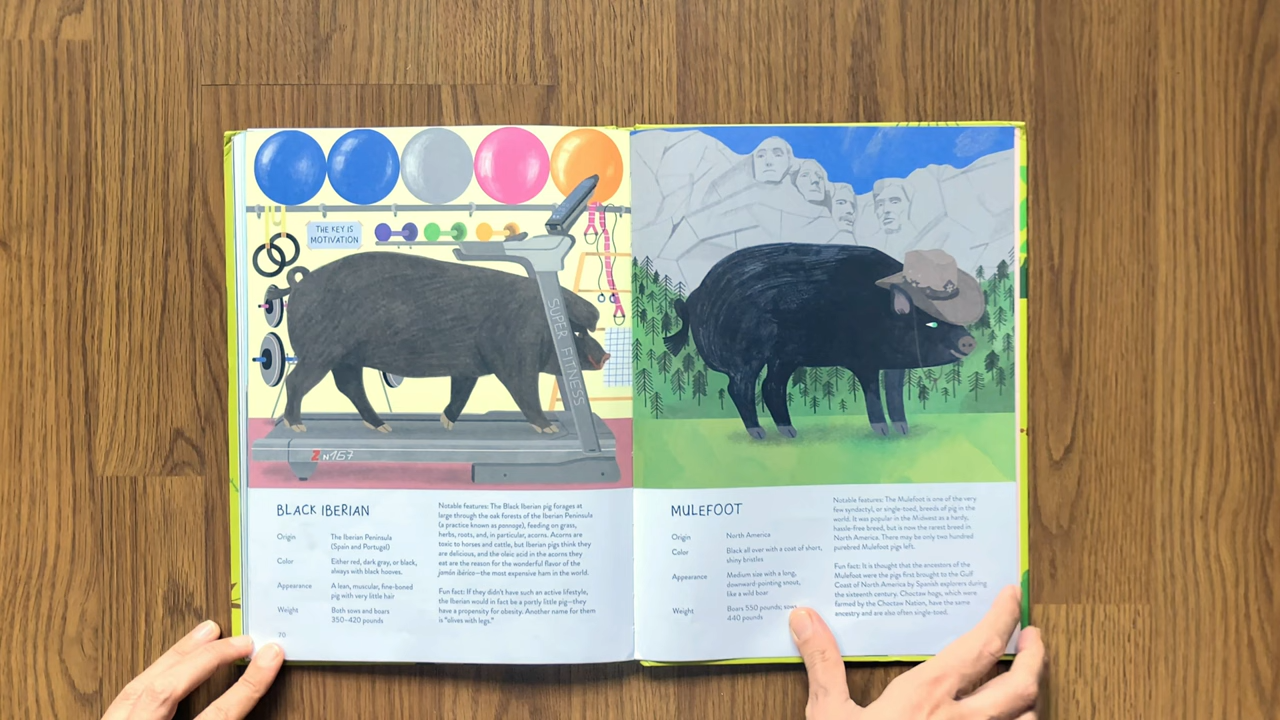 THE KEY IS
MOTIVATION
SUPER FITNESS
Z N157
BLACK IBERIAN
Origin The Iberian Peninsula
(Spain and Portugal)
Color Either red, dark gray, or black,
always with black hooves.
Appearance A lean, muscular, fine-boned
pig with very little hair
Weight Both sows and boars
350–420 pounds
70
Notable features: The Black Iberian pig forages at
large through the oak forests of the Iberian Peninsula
(a practice known as pannage), feeding on grass,
herbs, roots, and, in particular, acorns. Acorns are
toxic to horses and cattle, but Iberian pigs think they
are delicious, and the oleic acid in the acorns they
eat are the reason for the wonderful flavor of the
jamón ibérico—the most expensive ham in the world.
Fun fact: If they didn't have such an active lifestyle,
the Iberian would in fact be a portly little pig—they
have a propensity for obesity. Another name for them
is "olives with legs."
MULEFOOT
Origin North America
Color Black all over with a coat of short,
shiny bristles
Appearance Medium size with a long,
downward-pointing snout,
like a wild boar
Weight Boars 550 pounds; sows
440 pounds
Notable features: The Mulefoot is one of the very
few syndactyl, or single-toed, breeds of pig in the
world. It was popular in the Midwest as a hardy,
hassle-free breed, but is now the rarest breed in
North America. There may be only two hundred
purebred Mulefoot pigs left.
Fun fact: It is thought that the ancestors of the
Mulefoot were the pigs first brought to the Gulf
Coast of North America by Spanish explorers during
the sixteenth century. Choctaw hogs, which were
farmed by the Choctaw Nation, have the same
ancestry and are also often single-toed.